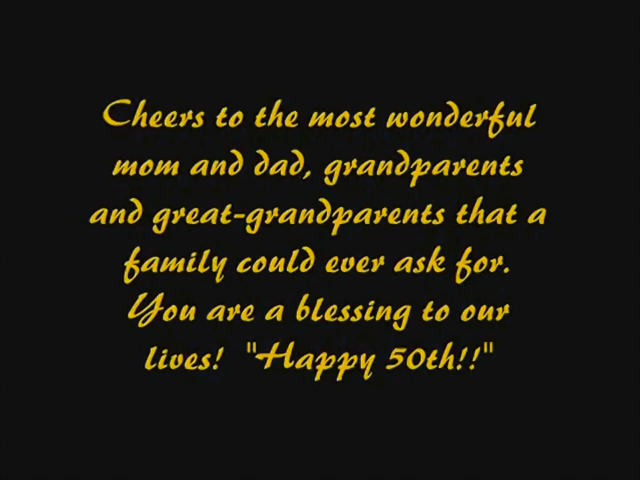 Cheers to the most wonderful
mom and dad, grandparents
and great-grandparents that a
family could ever ask for.
You are a blessing to our
lives!  "Happy 50th!!"